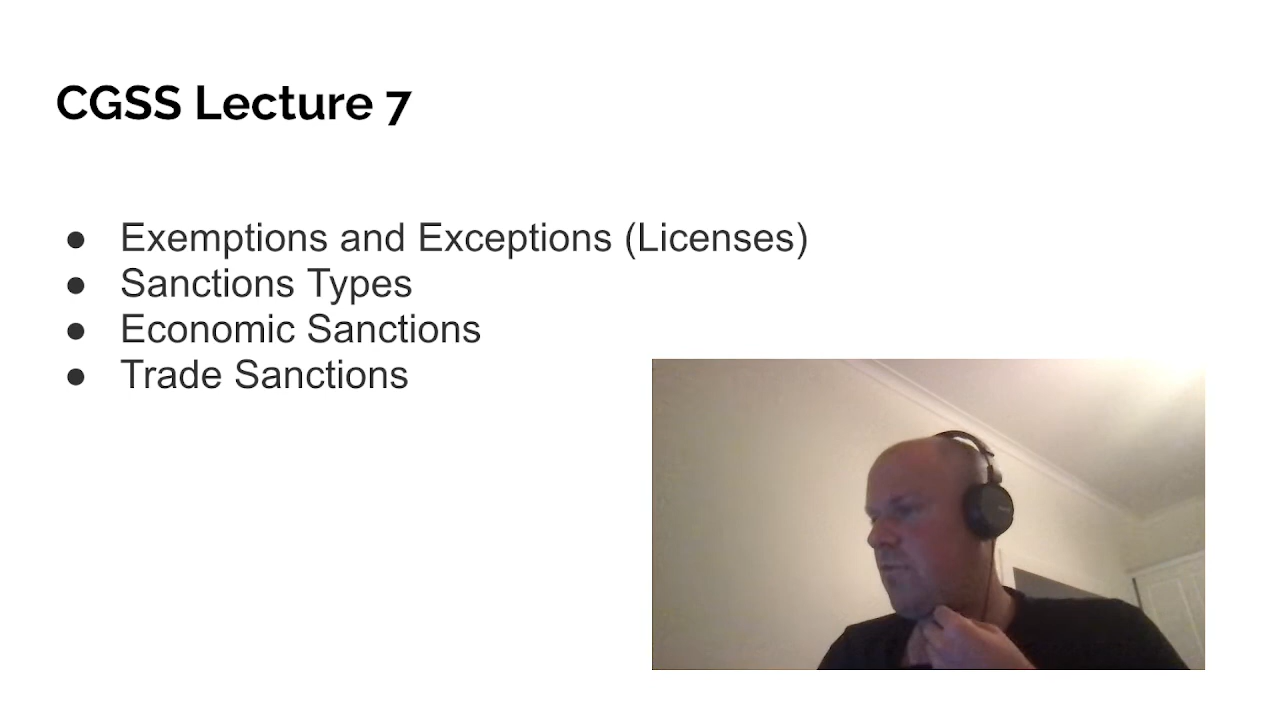 CGSS Lecture 7
● Exemptions and Exceptions (Licenses)
● Sanctions Types
● Economic Sanctions
● Trade Sanctions